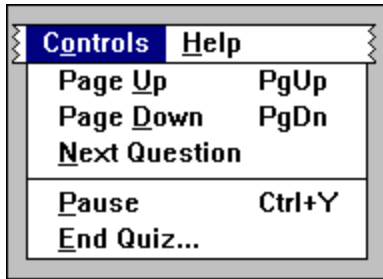 Controls Help
Page Up PgUp
Page Down PgDn
Next Question
Pause Ctrl+Y
End Quiz...